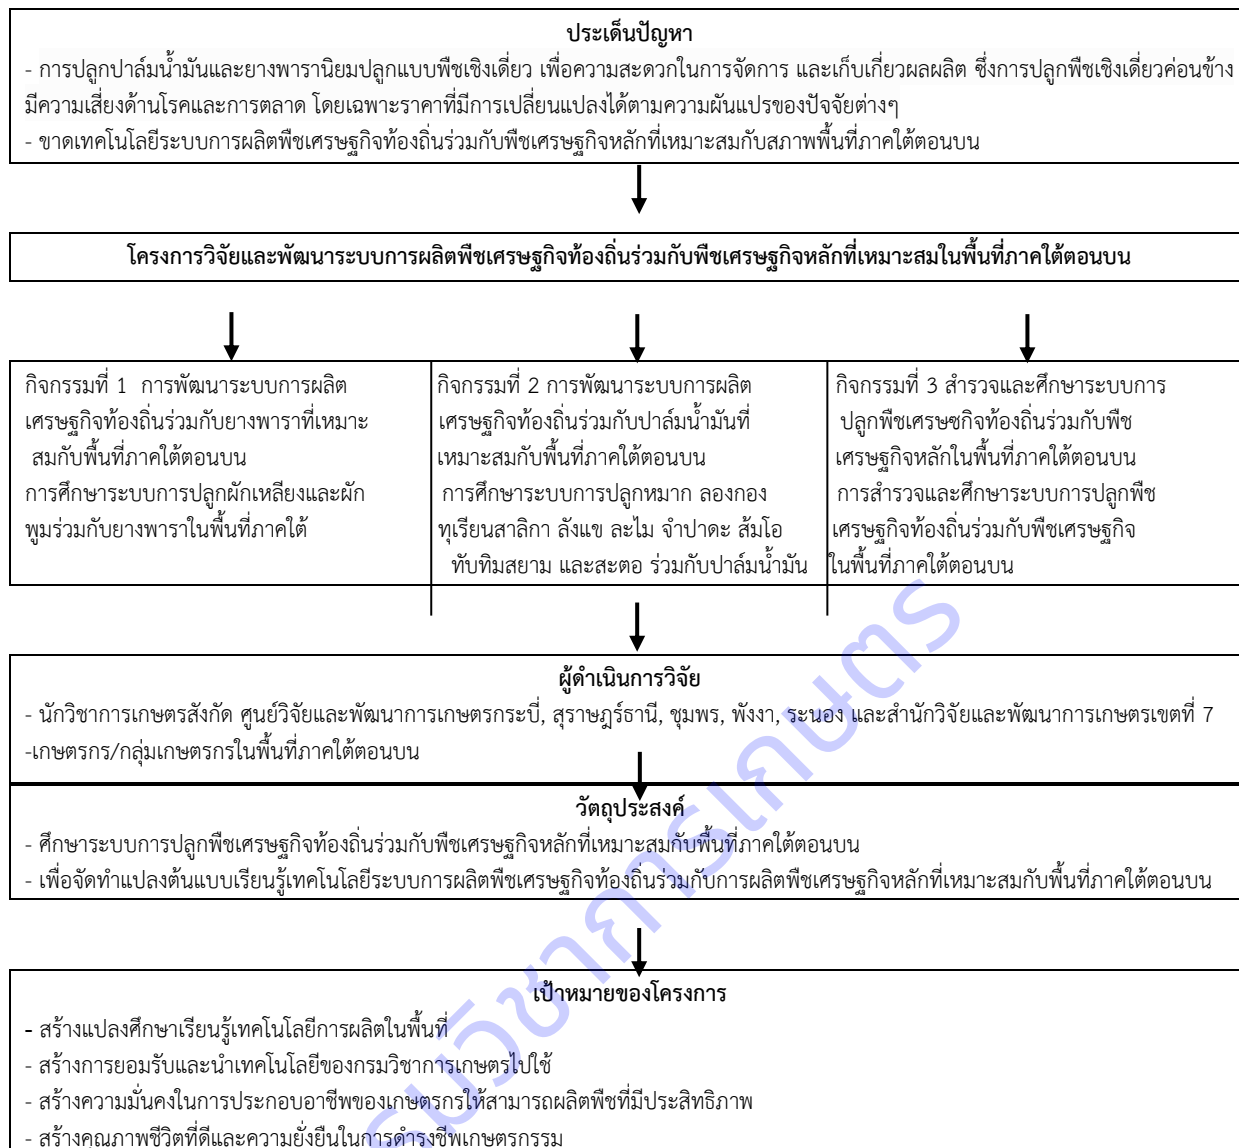 ประเด็นปัญหา
- การปลูกปาล์มน้ำมันและยางพารานิยมปลูกแบบพืชเชิงเดี่ยว เพื่อความสะดวกในการจัดการ และเก็บเกี่ยวผลผลิต ซึ่งการปลูกพืชเชิงเดี่ยวค่อนข้าง
มีความเสี่ยงด้านโรคและการตลาด โดยเฉพาะราคาที่มีการเปลี่ยนแปลงได้ตามความผันแปรของปัจจัยต่างๆ
- ขาดเทคโนโลยีระบบการผลิตพืชเศรษฐกิจท้องถิ่นร่วมกับพืชเศรษฐกิจหลักที่เหมาะสมกับสภาพพื้นที่ภาคใต้ตอนบน
โครงการวิจัยและพัฒนาระบบการผลิตพืชเศรษฐกิจท้องถิ่นร่วมกับพืชเศรษฐกิจหลักที่เหมาะสมในพื้นที่ภาคใต้ตอนบน
กิจกรรมที่ 1 การพัฒนาระบบการผลิต
เศรษฐกิจท้องถิ่นร่วมกับยางพาราที่เหมาะ
สมกับพื้นที่ภาคใต้ตอนบน
การศึกษาระบบการปลูกผักเหลียงและผัก
พูมร่วมกับยางพาราในพื้นที่ภาคใต้
กิจกรรมที่ 2 การพัฒนาระบบการผลิต
เศรษฐกิจท้องถิ่นร่วมกับปาล์มน้ำมันที่
เหมาะสมกับพื้นที่ภาคใต้ตอนบน
การศึกษาระบบการปลูกหมาก ลองกอง
ทุเรียนสาลิกา ลังแข ละไม จำปาดะ ส้มโอ
ทับทิมสยาม และสะตอ ร่วมกับปาล์มน้ำมัน
กิจกรรมที่ 3 สำรวจและศึกษาระบบการ
ปลูกพืชเศรษซกิจท้องถิ่นร่วมกับพืช
เศรษฐกิจหลักในพื้นที่ภาคใต้ตอนบน
การสำรวจและศึกษาระบบการปลูกพืช
เศรษฐกิจท้องถิ่นร่วมกับพืชเศรษฐกิจ
ในพื้นที่ภาคใต้ตอนบน
ผู้ดำเนินการวิจัย
- นักวิชาการเกษตรสังกัด ศูนย์วิจัยและพัฒนาการเกษตรกระบี่, สุราษฎร์ธานี, ชุมพร, พังงา, ระนอง และสำนักวิจัยและพัฒนาการเกษตรเขตที่ 7
-เกษตรกร/กลุ่มเกษตรกรในพื้นที่ภาคใต้ตอนบน
วัตถุประสงค์
- ศึกษาระบบการปลูกพืชเศรษฐกิจท้องถิ่นร่วมกับพืชเศรษฐกิจหลักที่เหมาะสมกับพื้นที่ภาคใต้ตอนบน
- เพื่อจัดทำแปลงต้นแบบเรียนรู้เทคโนโลยีระบบการผลิตพืชเศรษฐกิจท้องถิ่นร่วมกับการผลิตพืชเศรษฐกิจหลักที่เหมาะสมกับพื้นที่ภาคใต้ตอนบน
เป้าหมายของโครงการ
- สร้างแปลงศึกษาเรียนรู้เทคโนโลยีการผลิตในพื้นที่
- สร้างการยอมรับและนำเทคโนโลยีของกรมวิชาการเกษตรไปใช้
- สร้างความมั่นคงในการประกอบอาชีพของเกษตรกรให้สามารถผลิตพืชที่มีประสิทธิภาพ
- สร้างคุณภาพชีวิตที่ดีและความยั่งยืนในการดำรงชีพเกษตรกรรม
รมวิชาการเกษตร